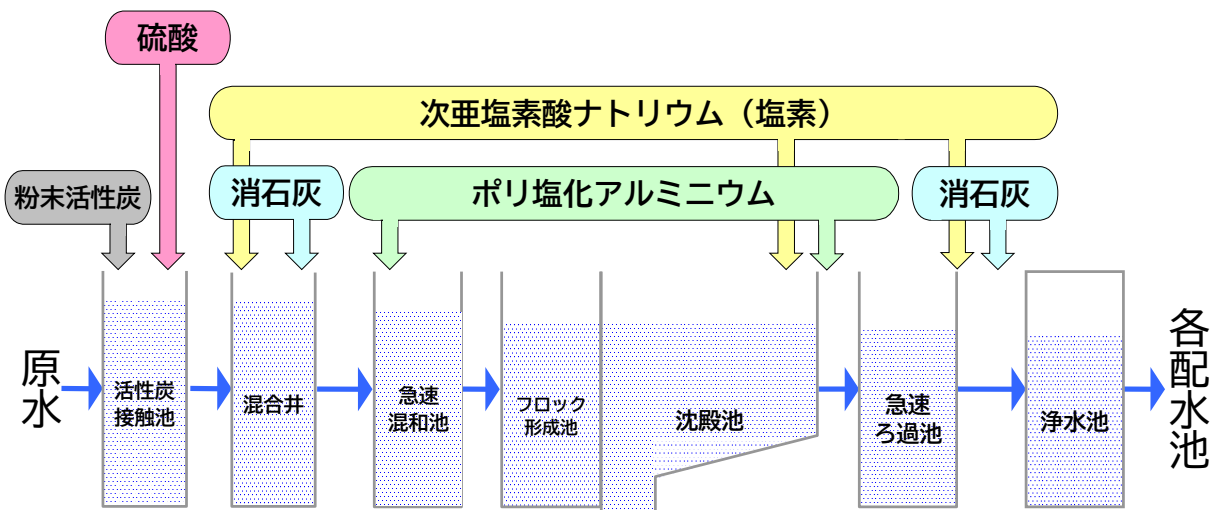 硫酸
次亜塩素酸ナトリウム（塩素）
粉末活性炭
消石灰
ポリ塩化アルミニウム
消石灰
原水
活性炭
接触池
混合井
急速
混和池
フロック
形成池
沈殿池
急速
ろ過池
浄水池
各配水池